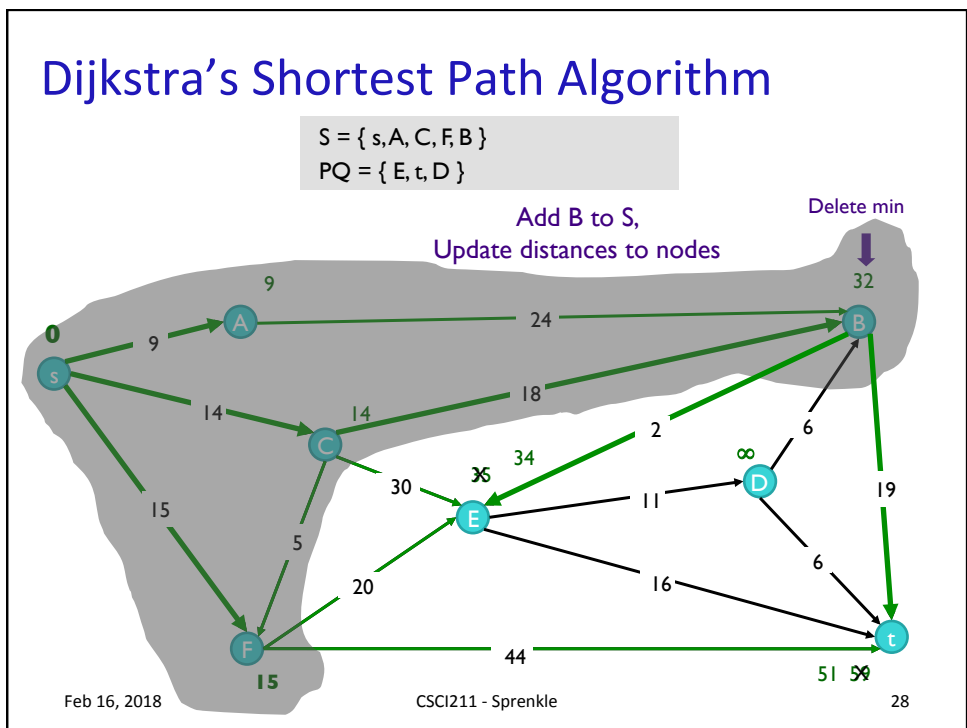 Dijkstra's Shortest Path Algorithm
S = { s, A, C, F, B }
PQ = { E, t, D }
Add B to S,
Update distances to nodes
Delete min
9
32
0
A
24
B
9
s
14
14
18
C
2
6
34
∞
35
30
D
19
15
E
11
5
6
20
16
F
44
t
15
51 59
Feb 16, 2018
CSCI211 - Sprenkle
28